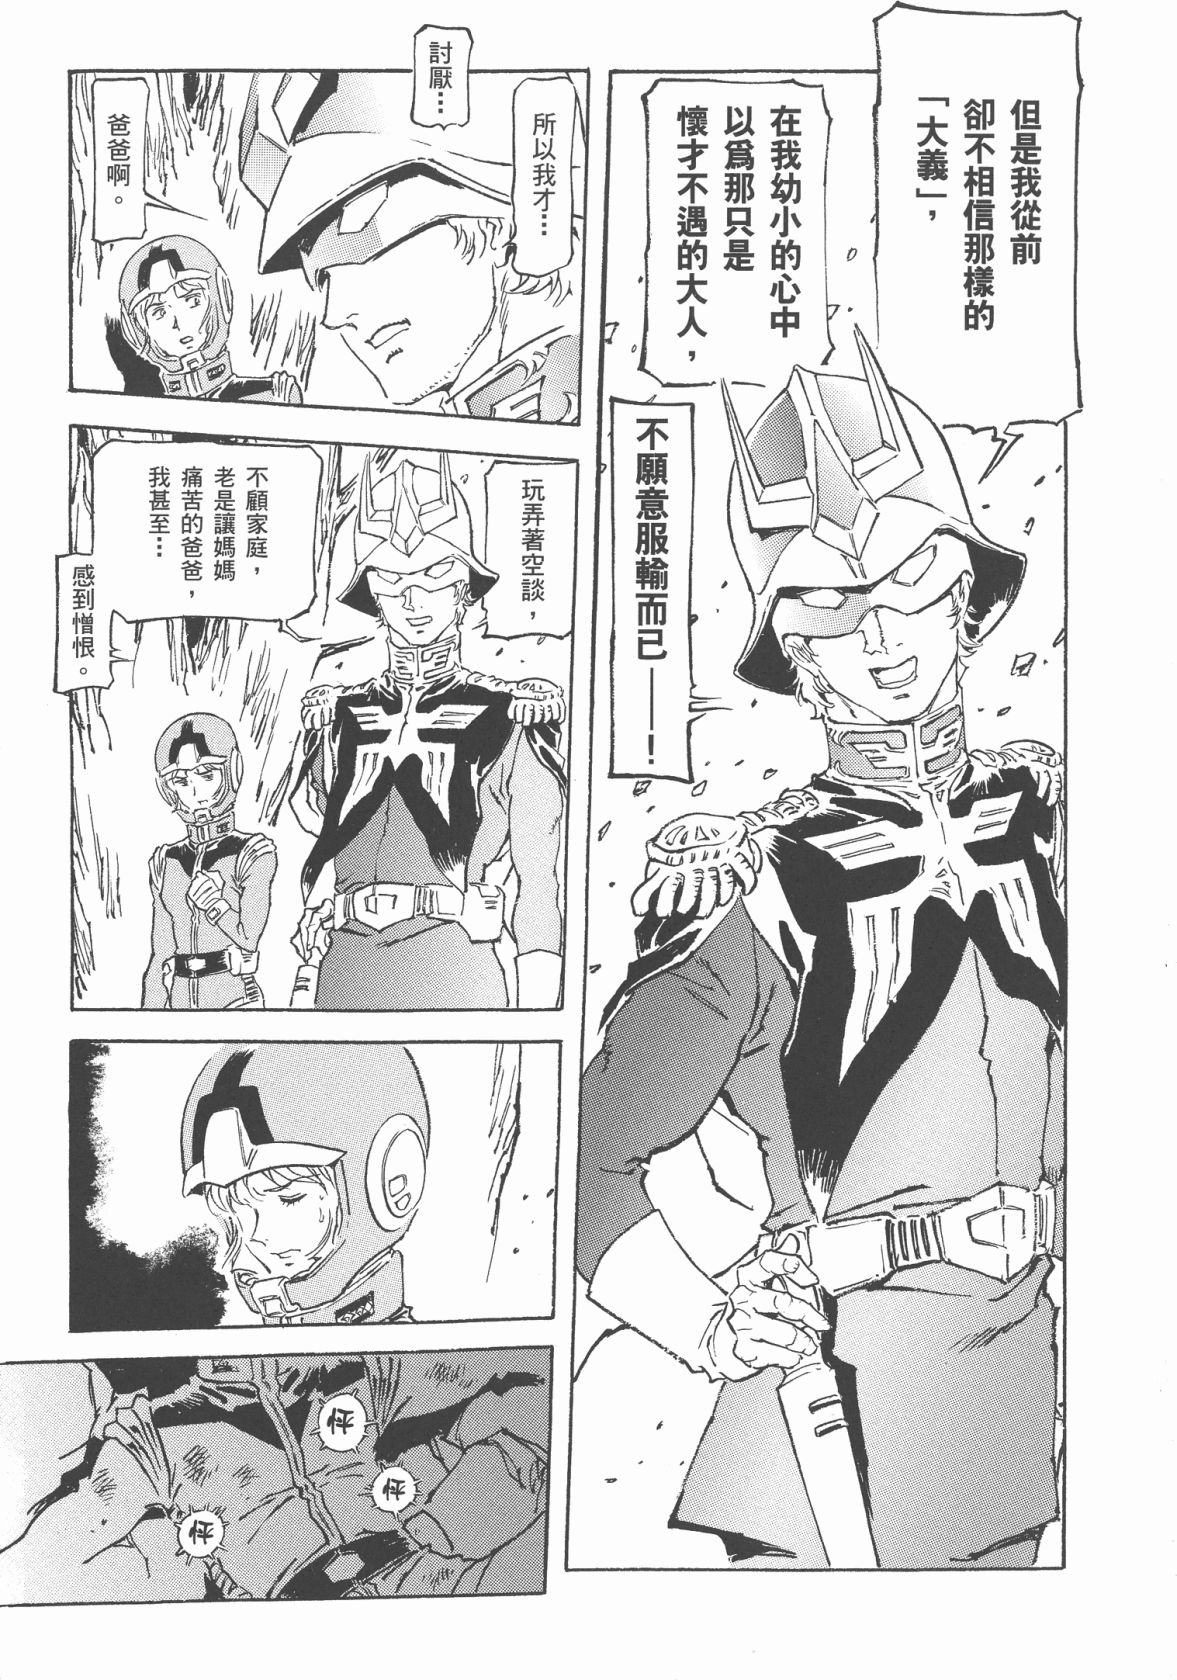 但是我從前
卻不相信那樣的
「大義」，
在我幼小的心中
以爲那只是
懷才不遇的大人，
不願意服輸而已——！
所以我才…
討厭…
爸爸啊。
玩弄著空談，
不顧家庭，
老是讓媽媽
痛苦的爸爸，
我甚至…
感到憎恨。